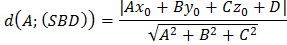 d(A; (SBD)) = |Ax₀ + By₀ + Cz₀ + D| / √(A² + B² + C²)